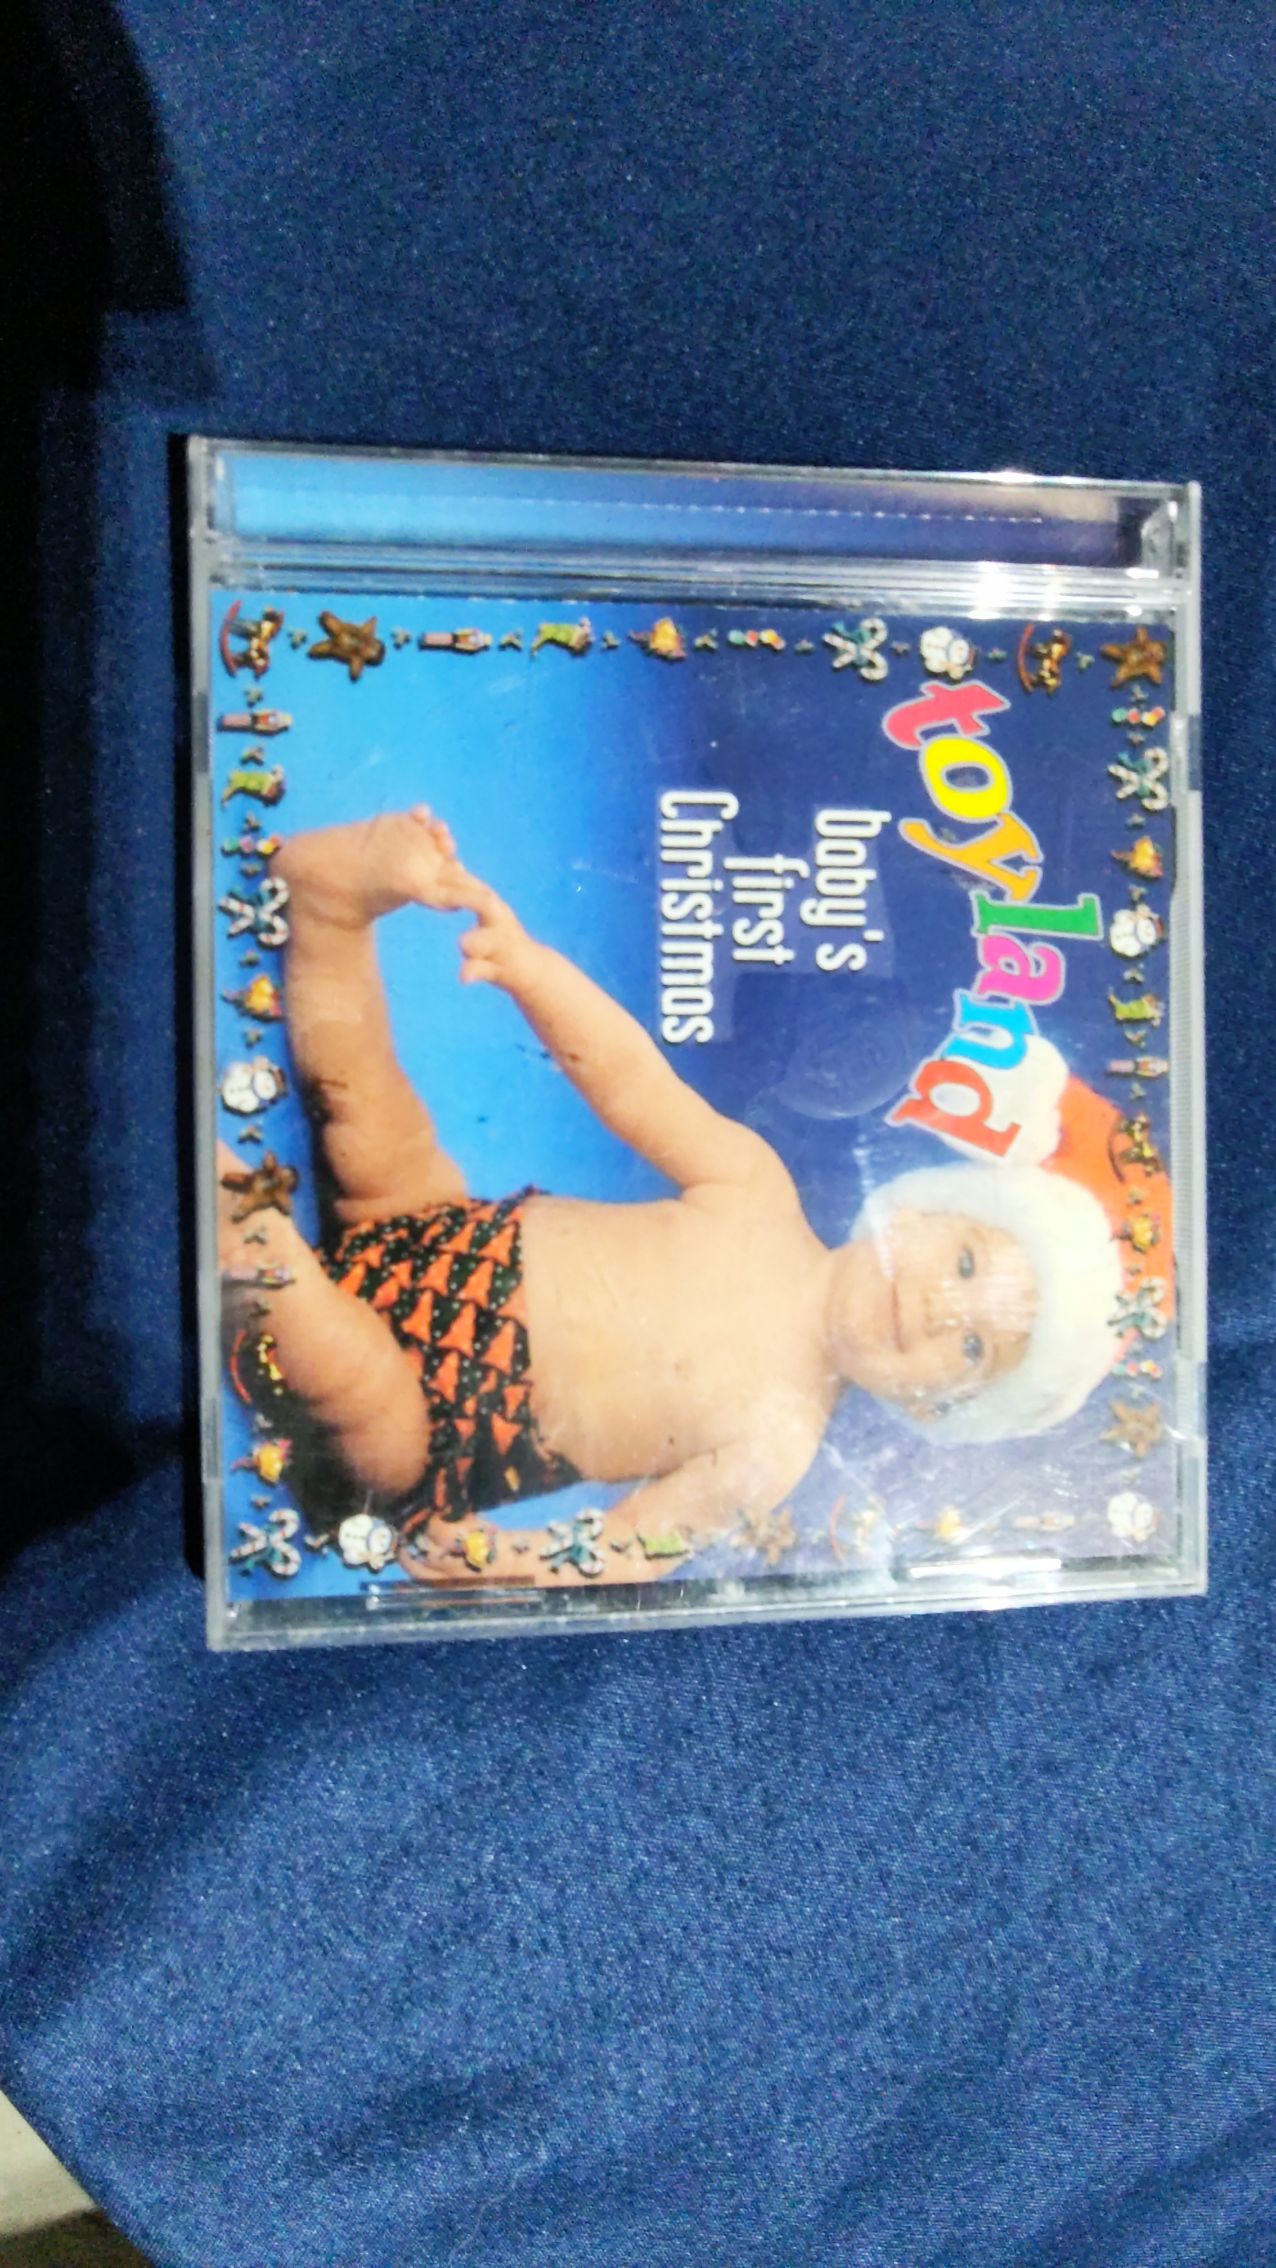 toyland
baby's
first
Christmas